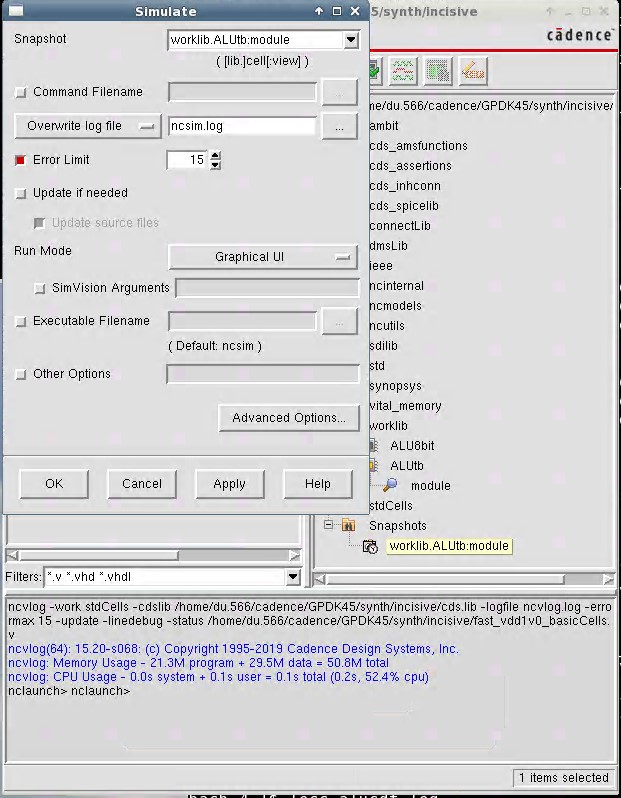 Simulate
Snapshot
worklib.ALUtb:module
( [lib.]cell[:view] )
Command Filename
...
Overwrite log file
ncsim.log
...
Error Limit
15
Update if needed
Update source files
Run Mode
Graphical UI
SimVision Arguments
Executable Filename
...
( Default: ncsim )
Other Options
Advanced Options...
OK
Cancel
Apply
Help
45/synth/incisive
cādence
me/du.566/cadence/GPDK45/synth/incisive/
ambit
cds_amsfunctions
cds_assertions
cds_inhconn
cds_spicelib
connectLib
dmsLib
ieee
ncinternal
ncmodels
ncutils
sdilib
std
synopsys
vital_memory
worklib
ALU8bit
ALUtb
module
stdCells
Snapshots
worklib.ALUtb:module
Filters: *.v *.vhd *.vhdl
ncvlog -work stdCells -cdslib /home/du.566/cadence/GPDK45/synth/incisive/cds.lib -logfile ncvlog.log -erro
rmax 15 -update -linedebug -status /home/du.566/cadence/GPDK45/synth/incisive/fast_vdd1v0_basicCells.
v
ncvlog(64): 15.20-s068: (c) Copyright 1995-2019 Cadence Design Systems, Inc.
ncvlog: Memory Usage - 21.3M program + 29.5M data = 50.8M total
ncvlog: CPU Usage - 0.0s system + 0.1s user = 0.1s total (0.2s, 52.4% cpu)
nclaunch> nclaunch>
1 items selected